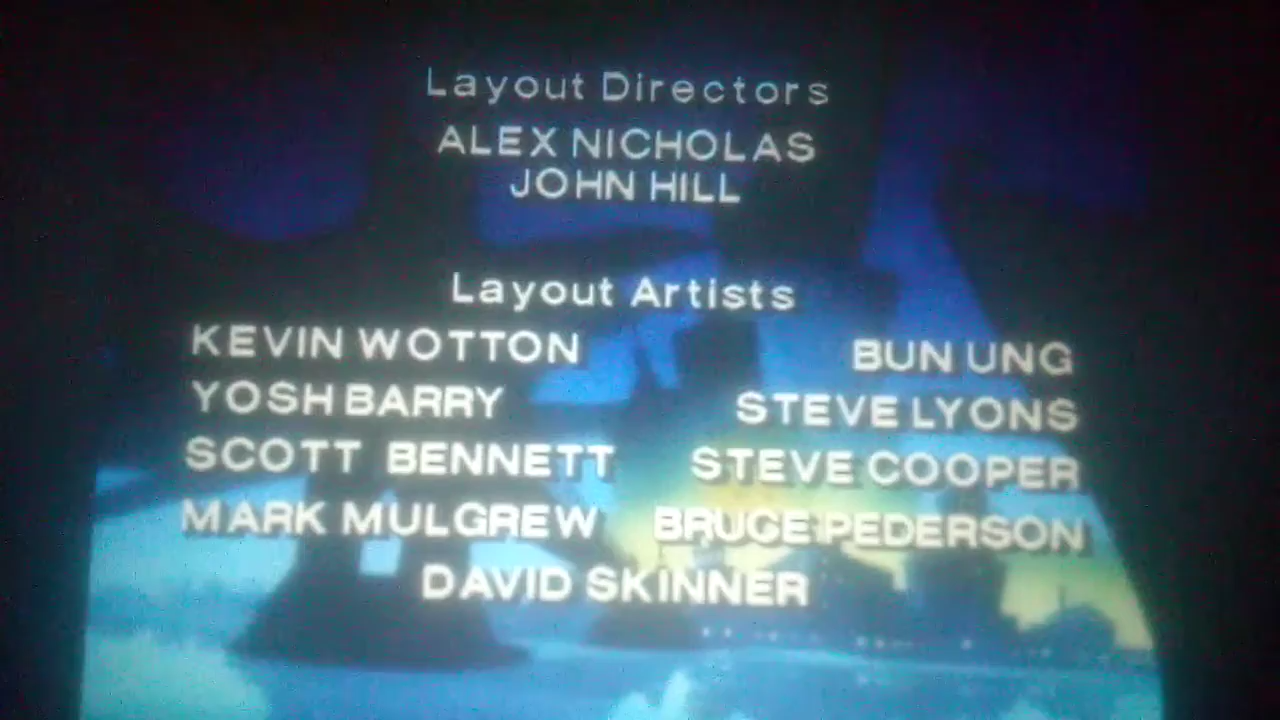 Layout Directors
ALEX NICHOLAS
JOHN HILL
Layout Artists
KEVIN WOTTON BUN UNG
YOSH BARRY STEVE LYONS
SCOTT BENNETT STEVE COOPER
MARK MULGREW BRUCE PEDERSON
DAVID SKINNER